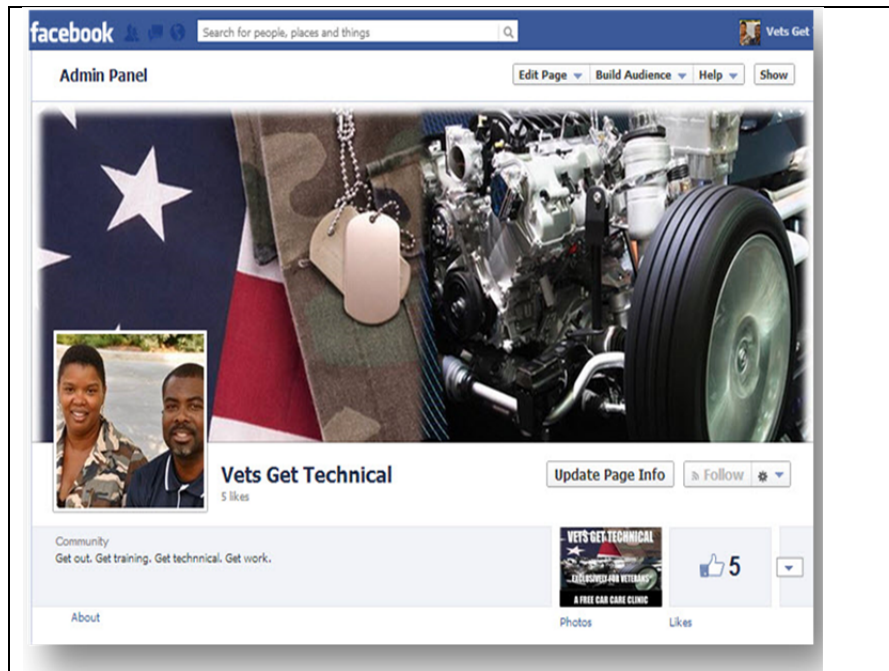 facebook
Search for people, places and things
Vets Get
Admin Panel
Edit Page
Build Audience
Help
Show
Vets Get Technical
5 likes
Update Page Info
Follow
Community
Get out. Get training. Get technnical. Get work.
VETS GET TECHNICAL
EXCLUSIVELY FOR VETERANS
A FREE CAR CARE CLINIC
5
About
Photos
Likes